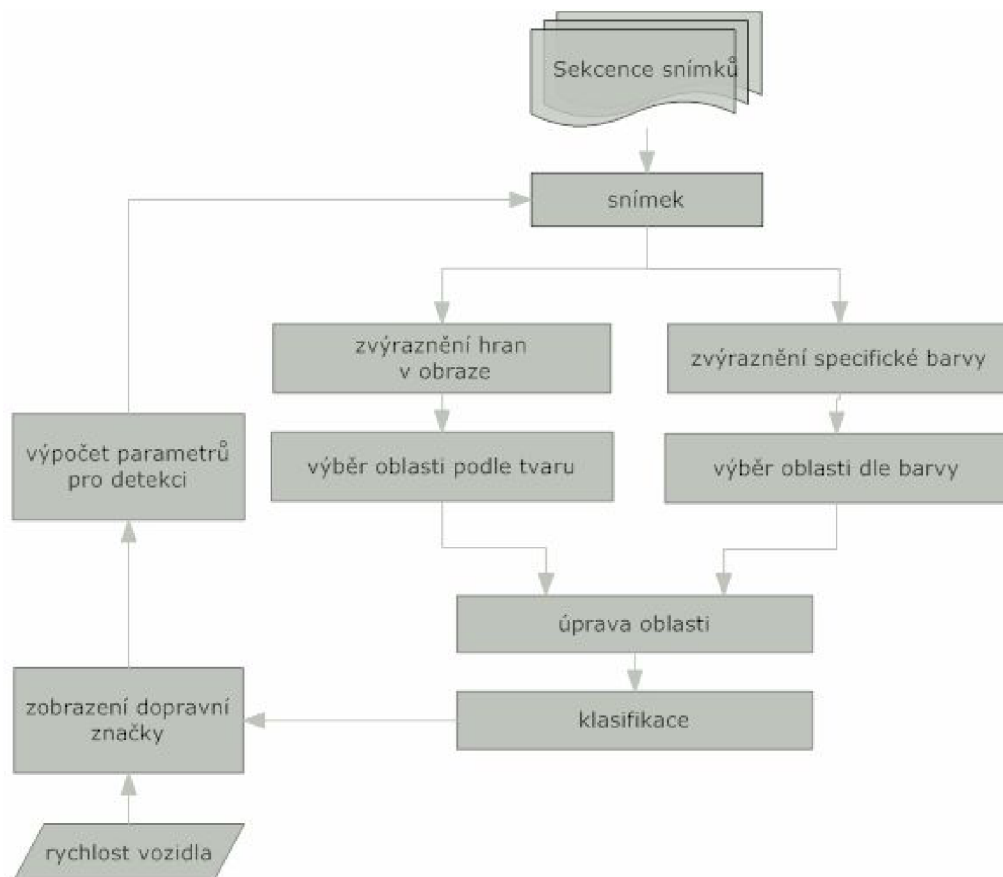 Sekcence snímků
snímek
zvýraznění hran
v obraze
zvýraznění specifické barvy
výpočet parametrů
pro detekci
výběr oblasti podle tvaru
výběr oblasti dle barvy
úprava oblasti
zobrazení dopravní
značky
klasifikace
rychlost vozidla